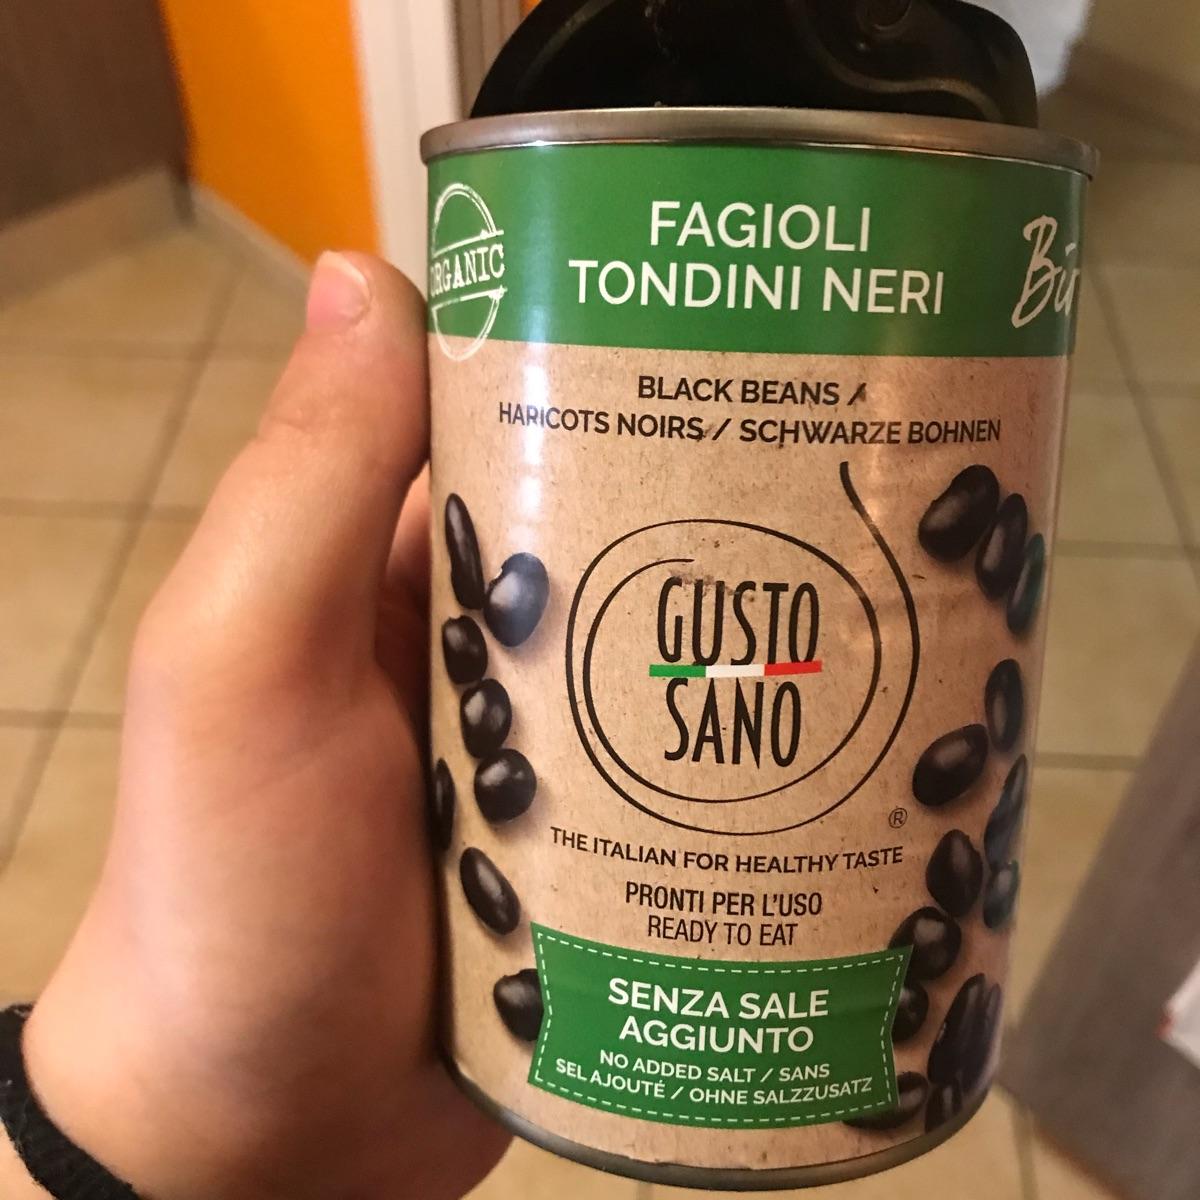 ORGANIC
FAGIOLI
TONDINI NERI
BLACK BEANS /
HARICOTS NOIRS / SCHWARZE BOHNEN
GUSTO
SANO
®
THE ITALIAN FOR HEALTHY TASTE
PRONTI PER L'USO
READY TO EAT
SENZA SALE
AGGIUNTO
NO ADDED SALT / SANS
SEL AJOUTÉ / OHNE SALZZUSATZ